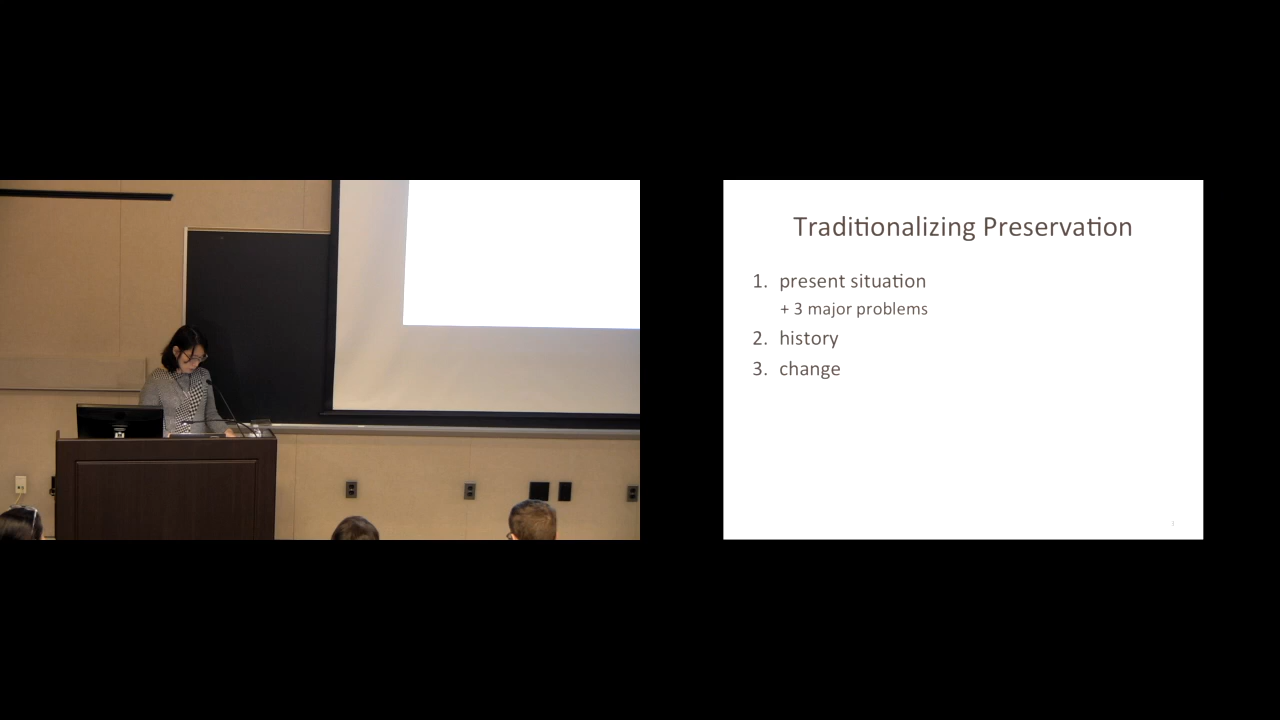 Traditionalizing Preservation
1. present situation
+ 3 major problems
2. history
3. change